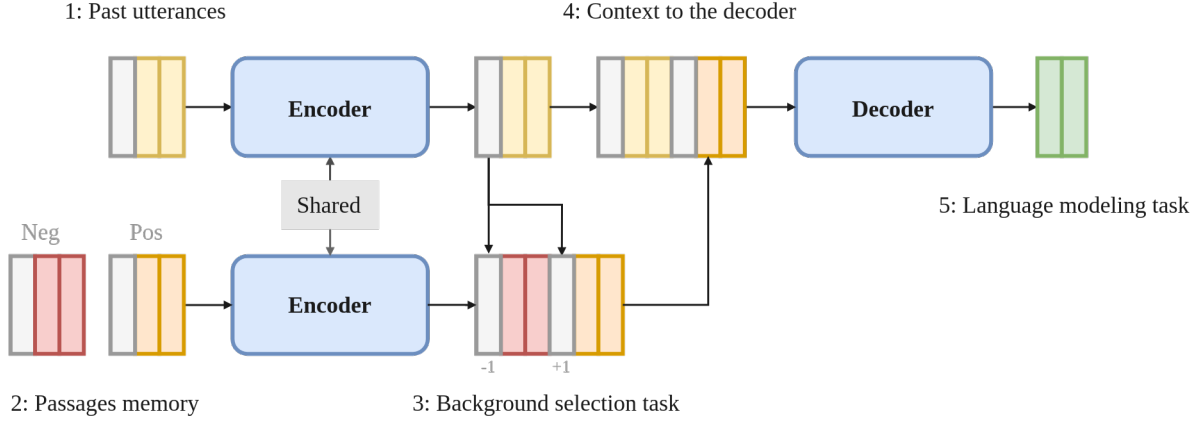 1: Past utterances
4: Context to the decoder
Encoder
Decoder
Shared
5: Language modeling task
Neg
Pos
Encoder
-1
+1
2: Passages memory
3: Background selection task